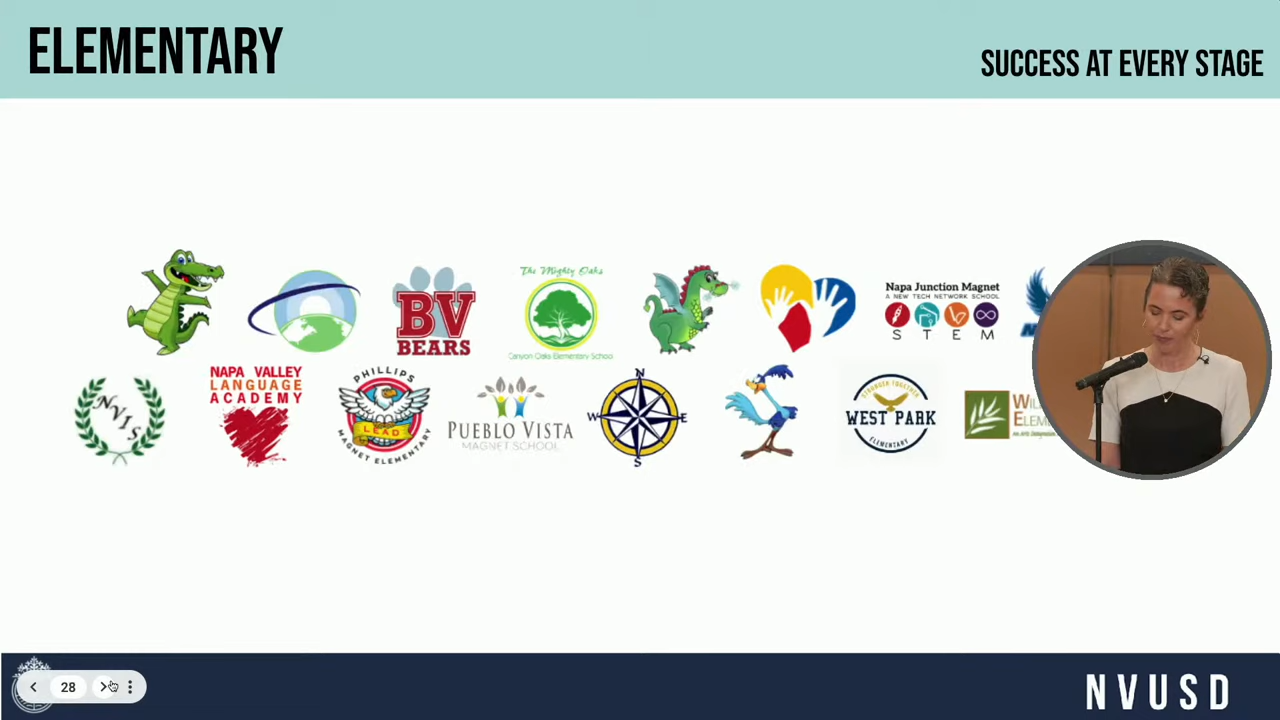 ELEMENTARY
SUCCESS AT EVERY STAGE
BV
BEARS
The Mighty Oaks
Canyon Oaks Elementary School
Napa Junction Magnet
A NEW TECH NETWORK SCHOOL
S T E M
NVIS
NAPA VALLEY
LANGUAGE
ACADEMY
PHILLIPS
LEAD
MAGNET ELEMENTARY
PUEBLO VISTA
MAGNET SCHOOL
N
W E
S
STRONGER TOGETHER
WEST PARK
ELEMENTARY
28
NVUSD